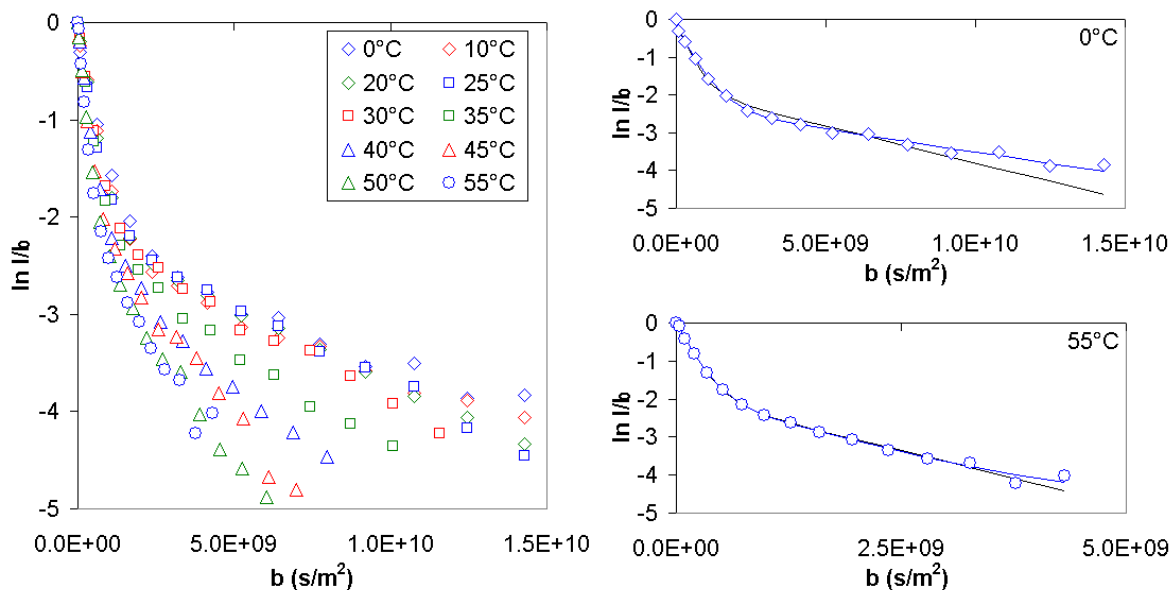 0
-1
-2
-3
-4
-5
ln I/b
0°C 10°C
20°C 25°C
30°C 35°C
40°C 45°C
50°C 55°C
0.0E+00 5.0E+09 1.0E+10 1.5E+10
b (s/m²)
0
-1
-2
-3
-4
-5
ln I/b
0°C
0.0E+00 5.0E+09 1.0E+10 1.5E+10
b (s/m²)
0
-1
-2
-3
-4
-5
ln I/b
55°C
0.0E+00 2.5E+09 5.0E+09
b (s/m²)